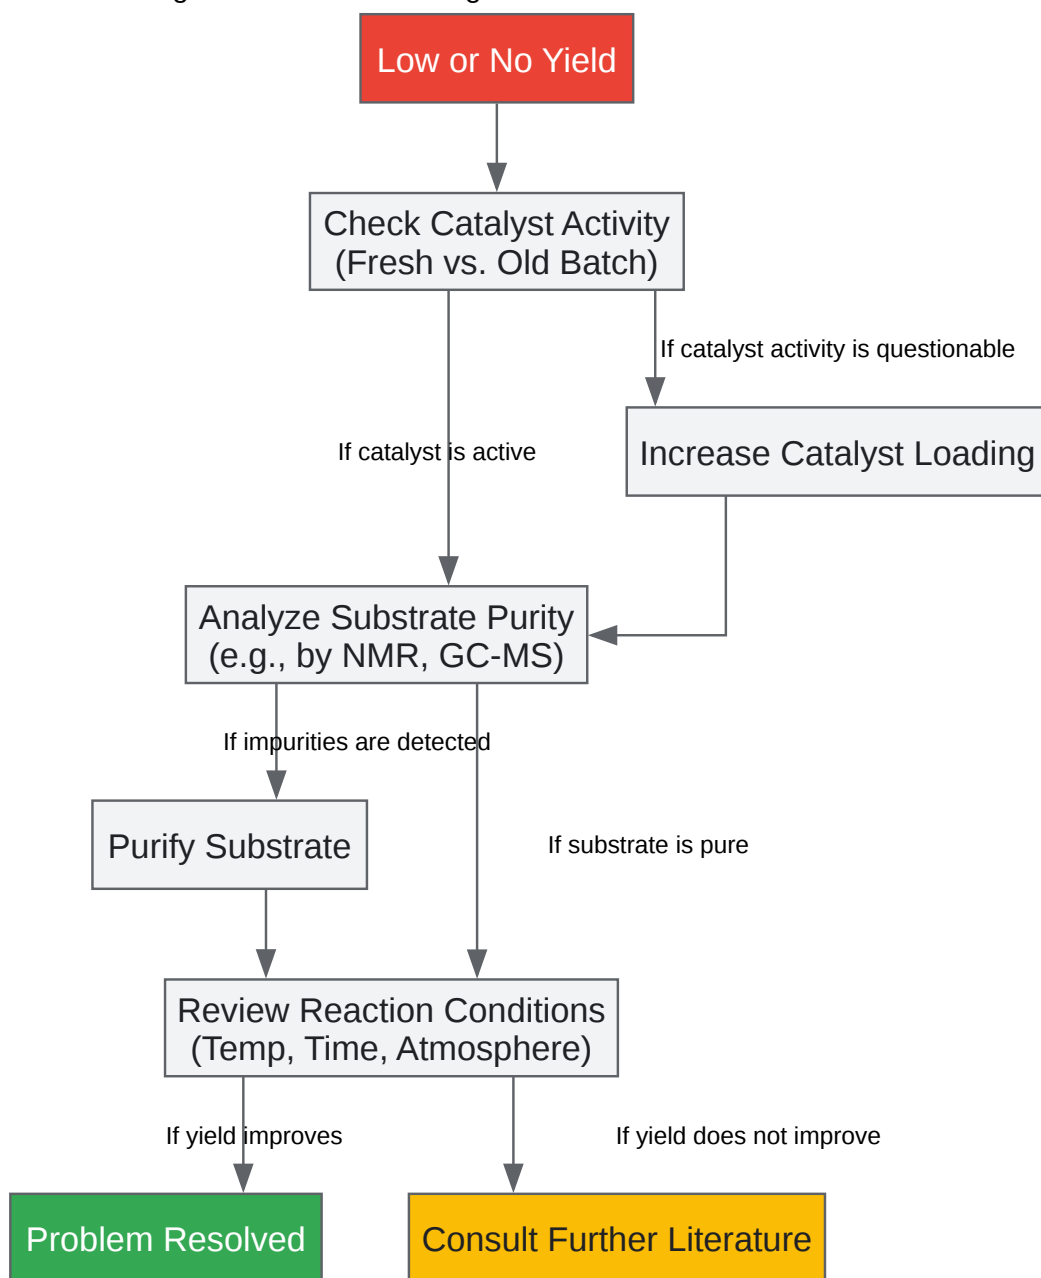 Low or No Yield
Check Catalyst Activity
(Fresh vs. Old Batch)
If catalyst activity is questionable
If catalyst is active
Increase Catalyst Loading
Analyze Substrate Purity
(e.g., by NMR, GC-MS)
If impurities are detected
Purify Substrate
If substrate is pure
Review Reaction Conditions
(Temp, Time, Atmosphere)
If yield improves
If yield does not improve
Problem Resolved
Consult Further Literature